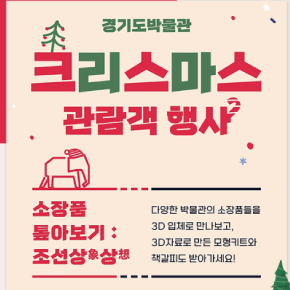 경기도박물관
크리스마스
관람객 행사
소장품
톺아보기 :
조선상象상想
다양한 박물관의 소장품들을
3D 입체로 만나보고,
3D자료로 만든 모형키트와
책갈피도 받아가세요!